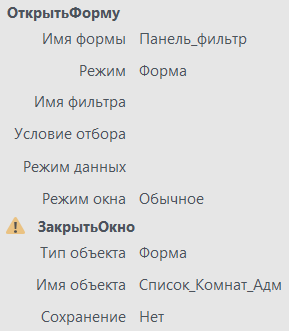 ОткрытьФорму
Имя формы Панель_фильтр
Режим Форма
Имя фильтра
Условие отбора
Режим данных
Режим окна Обычное
ЗакрытьОкно
Тип объекта Форма
Имя объекта Список_Комнат_Адм
Сохранение Нет